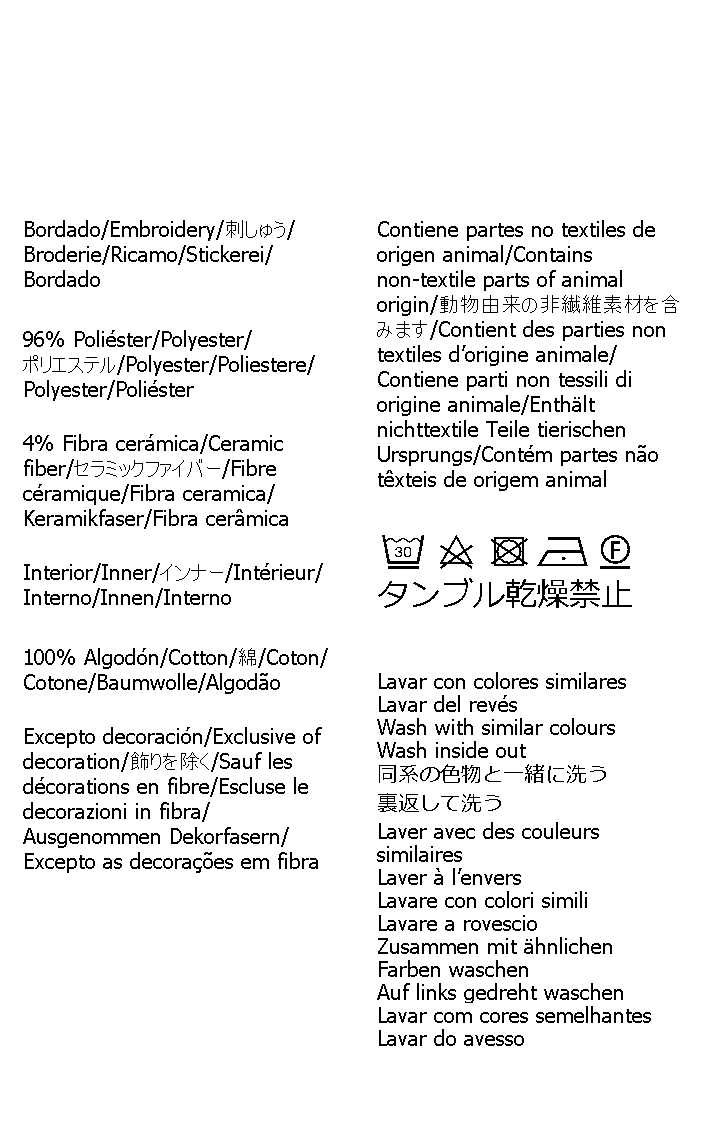 Bordado/Embroidery/刺しゅう/
Broderie/Ricamo/Stickerei/
Bordado
96% Poliéster/Polyester/
ポリエステル/Polyester/Poliestere/
Polyester/Poliéster
4% Fibra cerámica/Ceramic
fiber/セラミックファイバー/Fibre
céramique/Fibra ceramica/
Keramikfaser/Fibra cerâmica
Interior/Inner/インナー/Intérieur/
Interno/Innen/Interno
100% Algodón/Cotton/綿/Coton/
Cotone/Baumwolle/Algodão
Excepto decoración/Exclusive of
decoration/飾りを除く/Sauf les
décorations en fibre/Escluse le
decorazioni in fibra/
Ausgenommen Dekorfasern/
Excepto as decorações em fibra
Contiene partes no textiles de
origen animal/Contains
non-textile parts of animal
origin/動物由来の非繊維素材を含
みます/Contient des parties non
textiles d'origine animale/
Contiene parti non tessili di
origine animale/Enthält
nichttextile Teile tierischen
Ursprungs/Contém partes não
têxteis de origem animal
30 F
タンブル乾燥禁止
Lavar con colores similares
Lavar del revés
Wash with similar colours
Wash inside out
同系の色物と一緒に洗う
裏返して洗う
Laver avec des couleurs
similaires
Laver à l'envers
Lavare con colori simili
Lavare a rovescio
Zusammen mit ähnlichen
Farben waschen
Auf links gedreht waschen
Lavar com cores semelhantes
Lavar do avesso